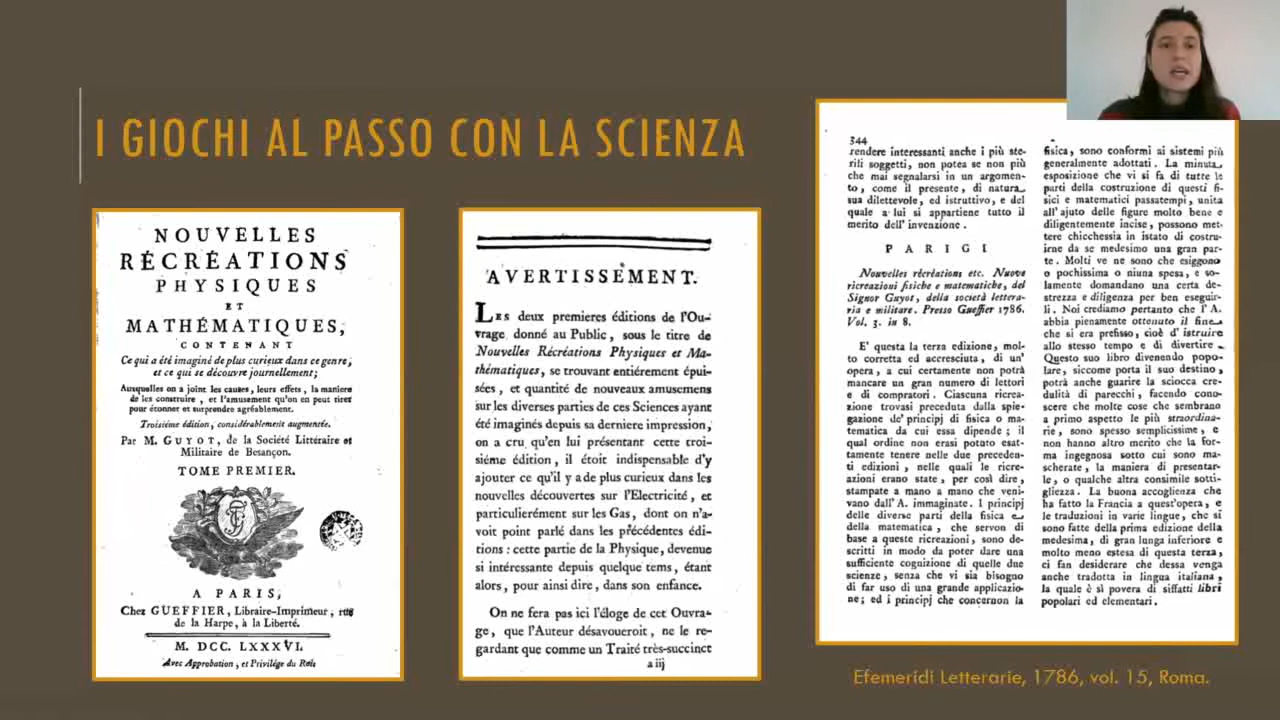 I GIOCHI AL PASSO CON LA SCIENZA
NOUVELLES
RÉCRÉATIONS
PHYSIQUES
ET
MATHÉMATIQUES,
CONTENANT
Ce qui a été imaginé de plus curieux dans ce genre,
et ce qui se découvre journellement;
Auxquelles on a joint les causes, leurs effets, la maniere
de les construire, et l'amusement qu'on en peut tirer
pour étonner et surprendre agréablement.
Troisiéme édition, considérablement augmentée.
Par M. GUYOT, de la Société Littéraire et
Militaire de Besançon.
TOME PREMIER.
A PARIS,
Chez GUEFFIER, Libraire-Imprimeur, rue
de la Harpe, à la Liberté.
M. DCC. LXXXVI.
Avec Approbation, et Privilége du Roi.
AVERTISSEMENT.
LES deux premieres éditions de l'Ou-
vrage donné au Public, sous le titre de
Nouvelles Récréations Physiques et Ma-
thématiques, se trouvant entiérement épui-
sées, et quantité de nouveaux amusemens
sur les diverses parties de ces Sciences ayant
été imaginés depuis sa derniere impression,
on a cru qu'en lui présentant cette troi-
siéme édition, il étoit indispensable d'y
ajouter ce qu'il y a de plus curieux dans les
nouvelles découvertes sur l'Electricité, et
particuliérement sur les Gas, dont on n'a-
voit point parlé dans les précédentes édi-
tions : cette partie de la Physique, devenue
si intéressante depuis quelque tems, étant
alors, pour ainsi dire, dans son enfance.
On ne fera pas ici l'éloge de cet Ouvra-
ge, que l'Auteur désavoueroit, ne le re-
gardant que comme un Traité très-succinct
a iij
344
rendere interessanti anche i più ste-
rili soggetti, non potea se non più
che mai segnalarsi in un argomen-
to, come il presente, di natura
sua dilettevole, ed istruttivo, e del
quale a lui si appartiene tutto il
merito dell'invenzione.
PARIGI
Nouvelles récréations etc. Nuove
ricreazioni fisiche e matematiche, del
Signor Guyot, della società lettera-
ria e militare. Presso Gueffier 1786.
Vol. 3. in 8.
E' questa la terza edizione, mol-
to corretta ed accresciuta, di un'
opera, a cui certamente non potrà
mancare un gran numero di lettori
e di compratori. Ciascuna ricrea-
zione trovasi preceduta dalla spie-
gazione de' principj di fisica o ma-
tematica da cui essa dipende; il
qual ordine non erasi potuto esat-
tamente tenere nelle due preceden-
ti edizioni, nelle quali le ricre-
azioni erano state, per così dire,
stampate a mano a mano che veni-
vano dall'A. immaginate. I principj
delle diverse parti della fisica e
della matematica, che servon di
base a queste ricreazioni, sono de-
scritti in modo da poter dare una
sufficiente cognizione di quelle due
scienze, senza che vi sia bisogno
di far uso di una grande applicazio-
ne; ed i principj che concernon la
fisica, sono conformi ai sistemi più
generalmente adottati. La minuta
esposizione che vi si fa di tutte le
parti della costruzione di questi fi-
sici e matematici passatempi, unita
all'ajuto delle figure molto bene e
diligentemente incise, possono met-
tere chicchessia in istato di costru-
irne da se medesimo una gran par-
te. Molti ve ne sono che esiggono
o pochissima o niuna spesa, e so-
lamente domandano una certa de-
strezza e diligenza per ben eseguir-
li. Noi crediamo pertanto che l'A.
abbia pienamente ottenuto il fine
che si era prefisso, cioè d'istruire
allo stesso tempo e di divertire.
Questo suo libro divenendo popo-
lare, siccome porta il suo destino,
potrà anche guarire la sciocca cre-
dulità di parecchi, facendo cono-
scere che molte cose che sembrano
a primo aspetto le più straordina-
rie, sono spesso semplicissime, e
non hanno altro merito che la for-
ma ingegnosa sotto cui sono ma-
scherate, la maniera di presentar-
le, o qualche altra consimile sotti-
gliezza. La buona accoglienza che
ha fatto la Francia a quest'opera, e
le traduzioni in varie lingue, che si
sono fatte della prima edizione della
medesima, di gran lunga inferiore e
molto meno estesa di questa terza,
ci fan desiderare che dessa venga
anche tradotta in lingua italiana,
la quale è sì povera di siffatti libri
popolari ed elementari.
Efemeridi Letterarie, 1786, vol. 15, Roma.